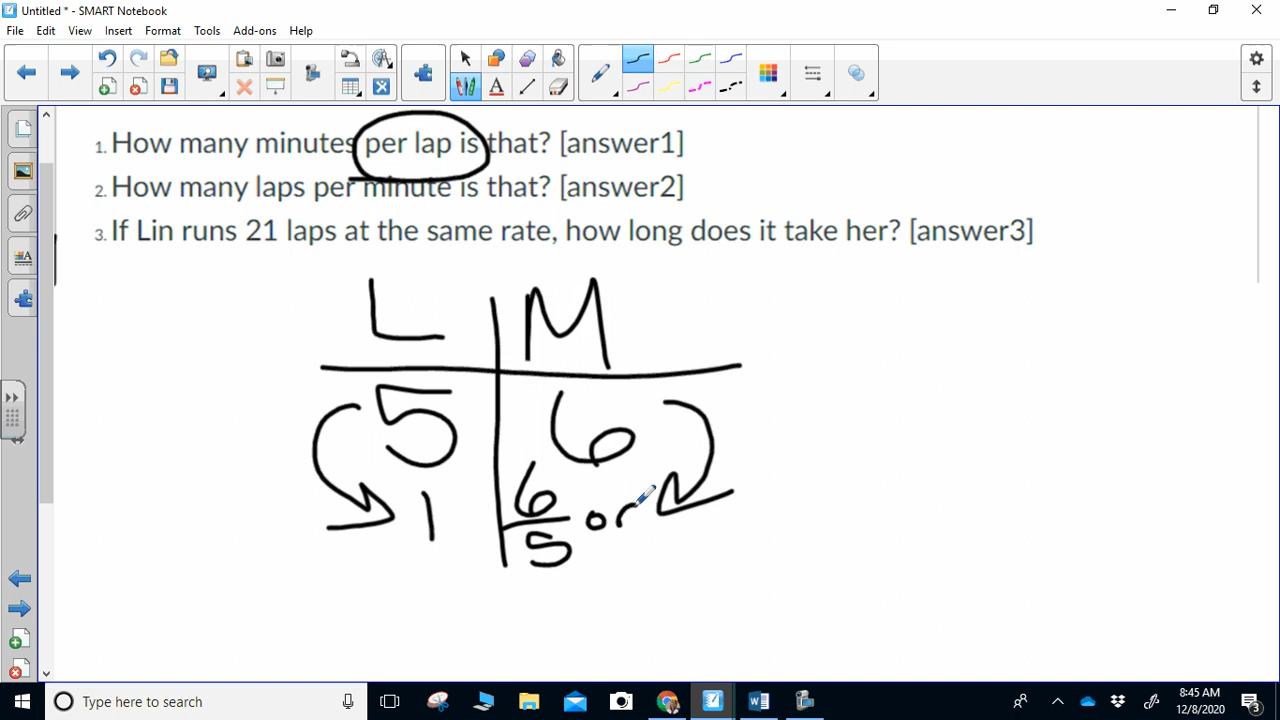 Untitled * - SMART Notebook
File Edit View Insert Format Tools Add-ons Help
1. How many minutes per lap is that? [answer1]
2. How many laps per minute is that? [answer2]
3. If Lin runs 21 laps at the same rate, how long does it take her? [answer3]
L M
5 6
1 6/5 or
Type here to search
8:45 AM
12/8/2020
3